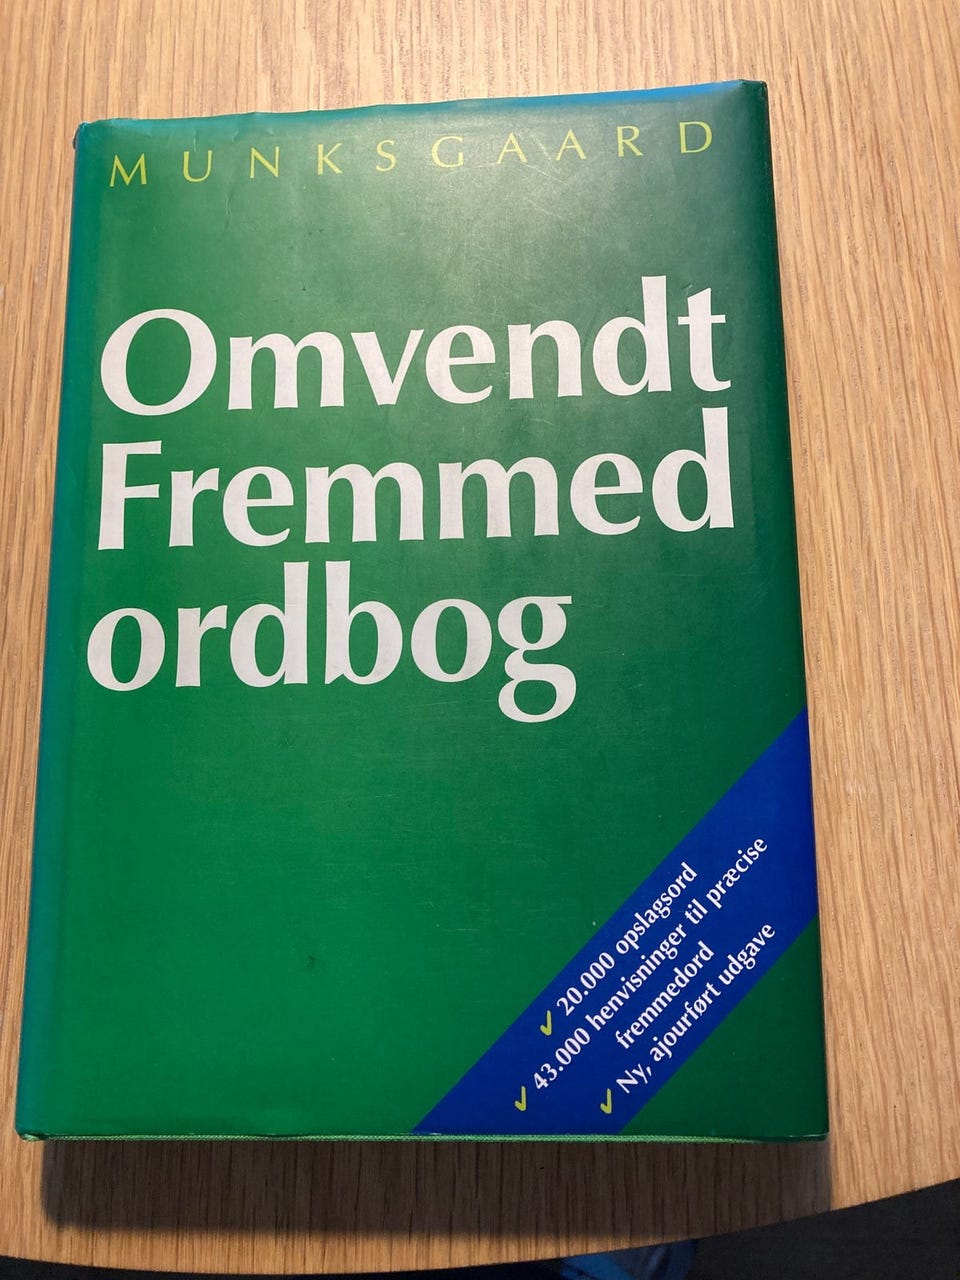 MUNKSGAARD
Omvendt
Fremmed
ordbog
✓ 20.000 opslagsord
✓ 43.000 henvisninger til præcise
fremmedord
✓ Ny, ajourført udgave